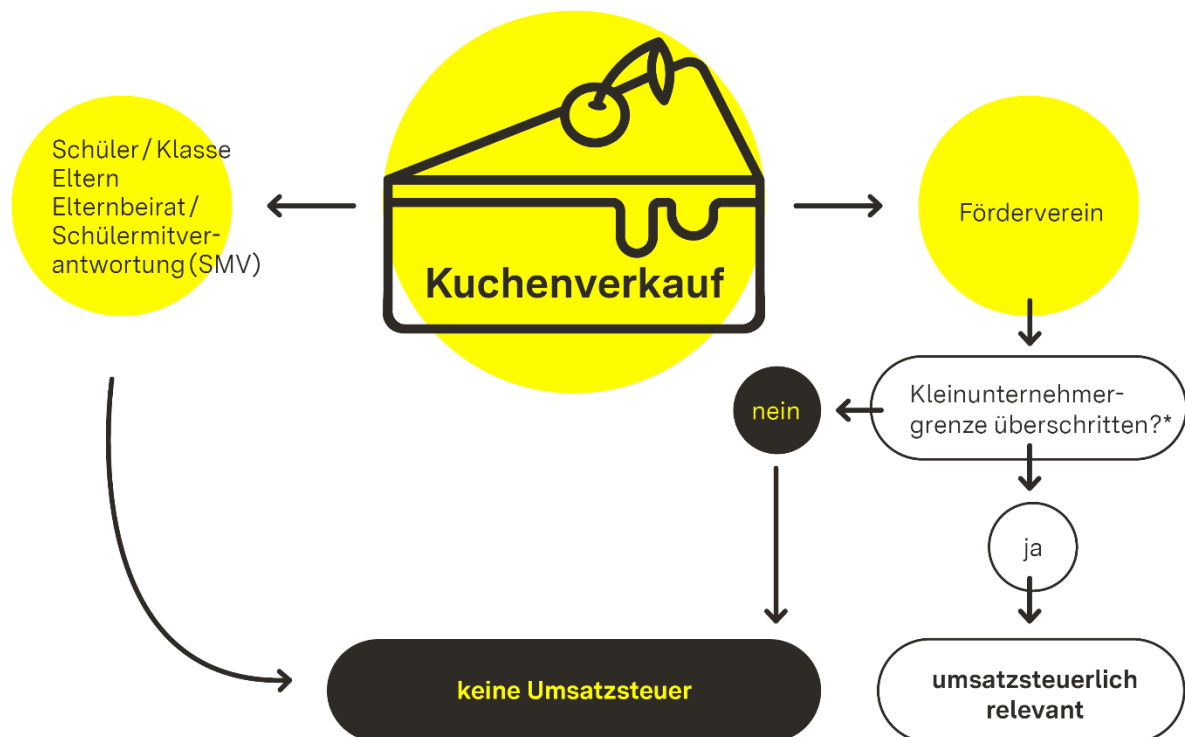 Schüler / Klasse
Eltern
Elternbeirat /
Schülermitver-
antwortung (SMV)
Kuchenverkauf
Förderverein
Kleinunternehmer-
grenze überschritten?*
nein
ja
keine Umsatzsteuer
umsatzsteuerlich
relevant